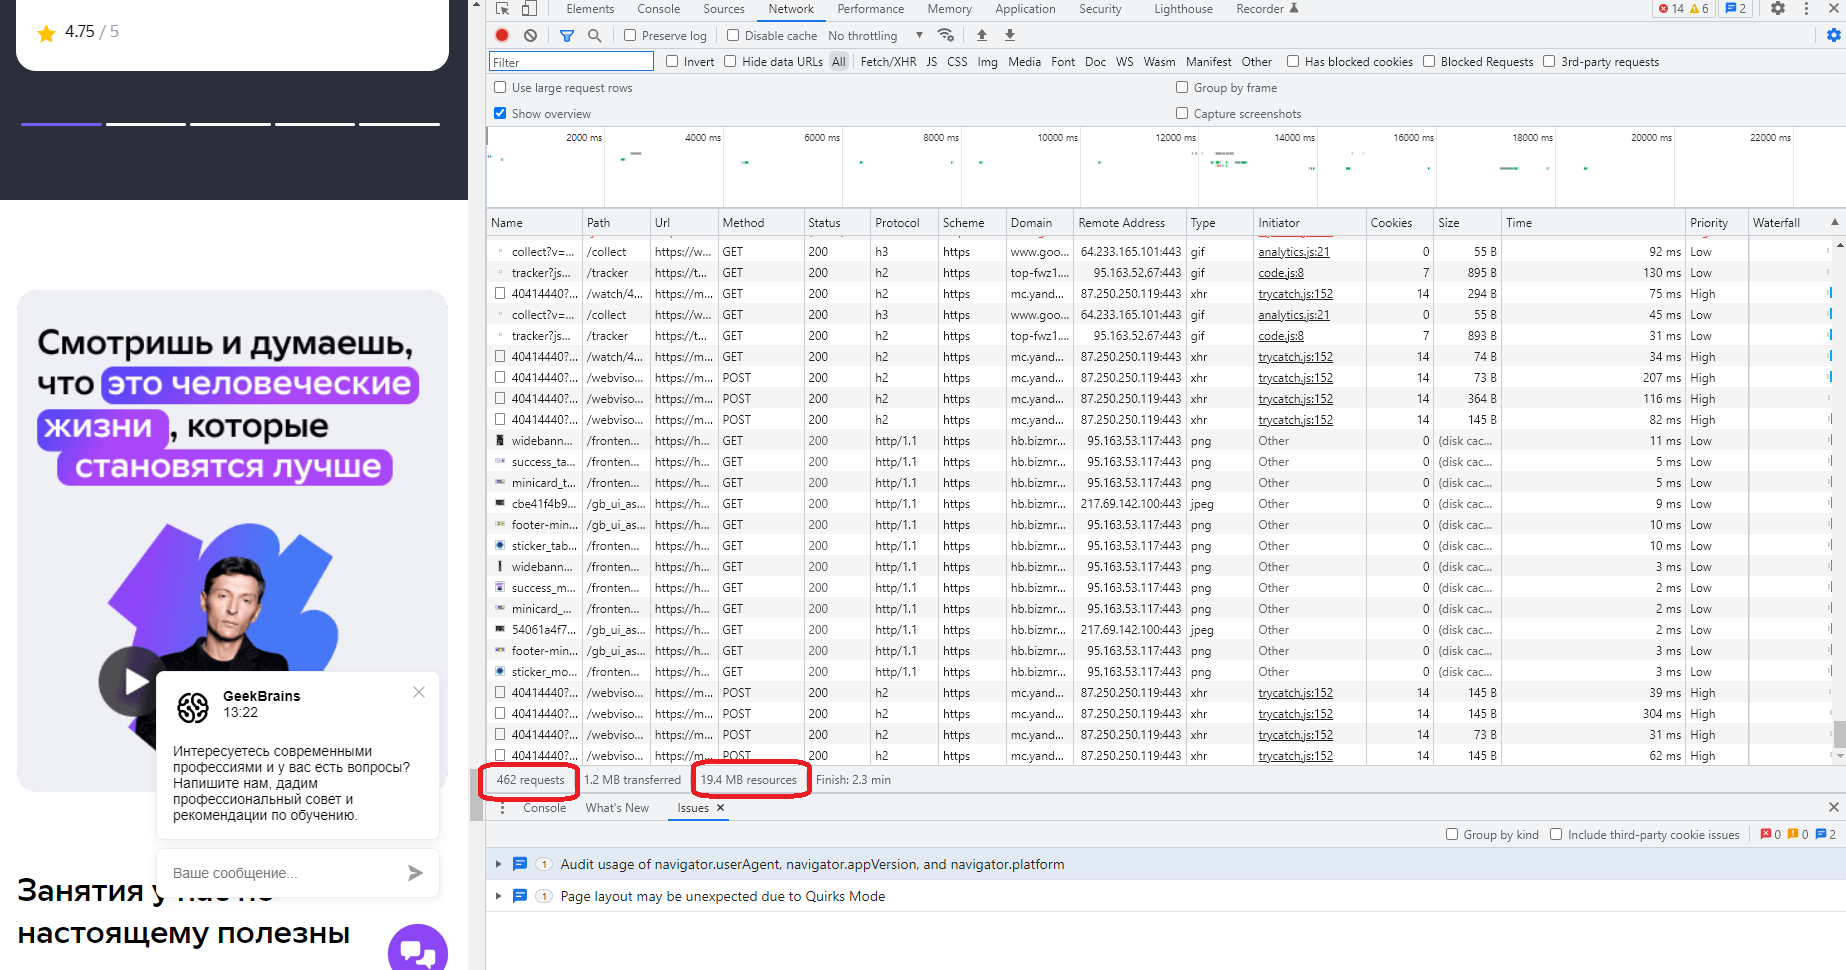 4.75 / 5
Смотришь и думаешь,
что это человеческие
жизни , которые
становятся лучше
GeekBrains
13:22
Интересуетесь современными
профессиями и у вас есть вопросы?
Напишите нам, дадим
профессиональный совет и
рекомендации по обучению.
Ваше сообщение...
Занятия у нас по
настоящему полезны
Elements Console Sources Network Performance Memory Application Security Lighthouse Recorder 14 6 2
Preserve log Disable cache No throttling
Filter Invert Hide data URLs All Fetch/XHR JS CSS Img Media Font Doc WS Wasm Manifest Other Has blocked cookies Blocked Requests 3rd-party requests
Use large request rows Group by frame
Show overview Capture screenshots
2000 ms 4000 ms 6000 ms 8000 ms 10000 ms 12000 ms 14000 ms 16000 ms 18000 ms 20000 ms 22000 ms
Name Path Url Method Status Protocol Scheme Domain Remote Address Type Initiator Cookies Size Time Priority Waterfall
collect?v=... /collect https://w... GET 200 h3 https www.goo... 64.233.165.101:443 gif analytics.js:21 0 55 B 92 ms Low
tracker?js... /tracker https://t... GET 200 h2 https top-fwz1.... 95.163.52.67:443 gif code.js:8 7 895 B 130 ms Low
40414440?... /watch/4... https://m... GET 200 h2 https mc.yand... 87.250.250.119:443 xhr trycatch.js:152 14 294 B 75 ms High
collect?v=... /collect https://w... GET 200 h3 https www.goo... 64.233.165.101:443 gif analytics.js:21 0 55 B 45 ms Low
tracker?js... /tracker https://t... GET 200 h2 https top-fwz1.... 95.163.52.67:443 gif code.js:8 7 893 B 31 ms Low
40414440?... /watch/4... https://m... GET 200 h2 https mc.yand... 87.250.250.119:443 xhr trycatch.js:152 14 74 B 34 ms High
40414440?... /webviso... https://m... POST 200 h2 https mc.yand... 87.250.250.119:443 xhr trycatch.js:152 14 73 B 207 ms High
40414440?... /webviso... https://m... POST 200 h2 https mc.yand... 87.250.250.119:443 xhr trycatch.js:152 14 364 B 116 ms High
40414440?... /webviso... https://m... POST 200 h2 https mc.yand... 87.250.250.119:443 xhr trycatch.js:152 14 145 B 82 ms High
widebann... /fronten... https://h... GET 200 http/1.1 https hb.bizmr... 95.163.53.117:443 png Other 0 (disk cac... 11 ms Low
success_ta... /fronten... https://h... GET 200 http/1.1 https hb.bizmr... 95.163.53.117:443 png Other 0 (disk cac... 5 ms Low
minicard_t... /fronten... https://h... GET 200 http/1.1 https hb.bizmr... 95.163.53.117:443 png Other 0 (disk cac... 5 ms Low
cbe41f4b9... /gb_ui_as... https://h... GET 200 http/1.1 https hb.bizmr... 217.69.142.100:443 jpeg Other 0 (disk cac... 9 ms Low
footer-min... /gb_ui_as... https://h... GET 200 http/1.1 https hb.bizmr... 95.163.53.117:443 png Other 0 (disk cac... 10 ms Low
sticker_tab... /fronten... https://h... GET 200 http/1.1 https hb.bizmr... 95.163.53.117:443 png Other 0 (disk cac... 10 ms Low
widebann... /fronten... https://h... GET 200 http/1.1 https hb.bizmr... 95.163.53.117:443 png Other 0 (disk cac... 3 ms Low
success_m... /fronten... https://h... GET 200 http/1.1 https hb.bizmr... 95.163.53.117:443 png Other 0 (disk cac... 2 ms Low
minicard_... /fronten... https://h... GET 200 http/1.1 https hb.bizmr... 95.163.53.117:443 png Other 0 (disk cac... 2 ms Low
54061a4f7... /gb_ui_as... https://h... GET 200 http/1.1 https hb.bizmr... 217.69.142.100:443 jpeg Other 0 (disk cac... 2 ms Low
footer-min... /gb_ui_as... https://h... GET 200 http/1.1 https hb.bizmr... 95.163.53.117:443 png Other 0 (disk cac... 3 ms Low
sticker_mo... /fronten... https://h... GET 200 http/1.1 https hb.bizmr... 95.163.53.117:443 png Other 0 (disk cac... 3 ms Low
40414440?... /webviso... https://m... POST 200 h2 https mc.yand... 87.250.250.119:443 xhr trycatch.js:152 14 145 B 39 ms High
40414440?... /webviso... https://m... POST 200 h2 https mc.yand... 87.250.250.119:443 xhr trycatch.js:152 14 145 B 304 ms High
40414440?... /webviso... https://m... POST 200 h2 https mc.yand... 87.250.250.119:443 xhr trycatch.js:152 14 73 B 31 ms High
40414440?... /webviso... https://m... POST 200 h2 https mc.yand... 87.250.250.119:443 xhr trycatch.js:152 14 145 B 62 ms High
462 requests 1.2 MB transferred 19.4 MB resources Finish: 2.3 min
Console What's New Issues
Group by kind Include third-party cookie issues 0 0 2
1 Audit usage of navigator.userAgent, navigator.appVersion, and navigator.platform
1 Page layout may be unexpected due to Quirks Mode